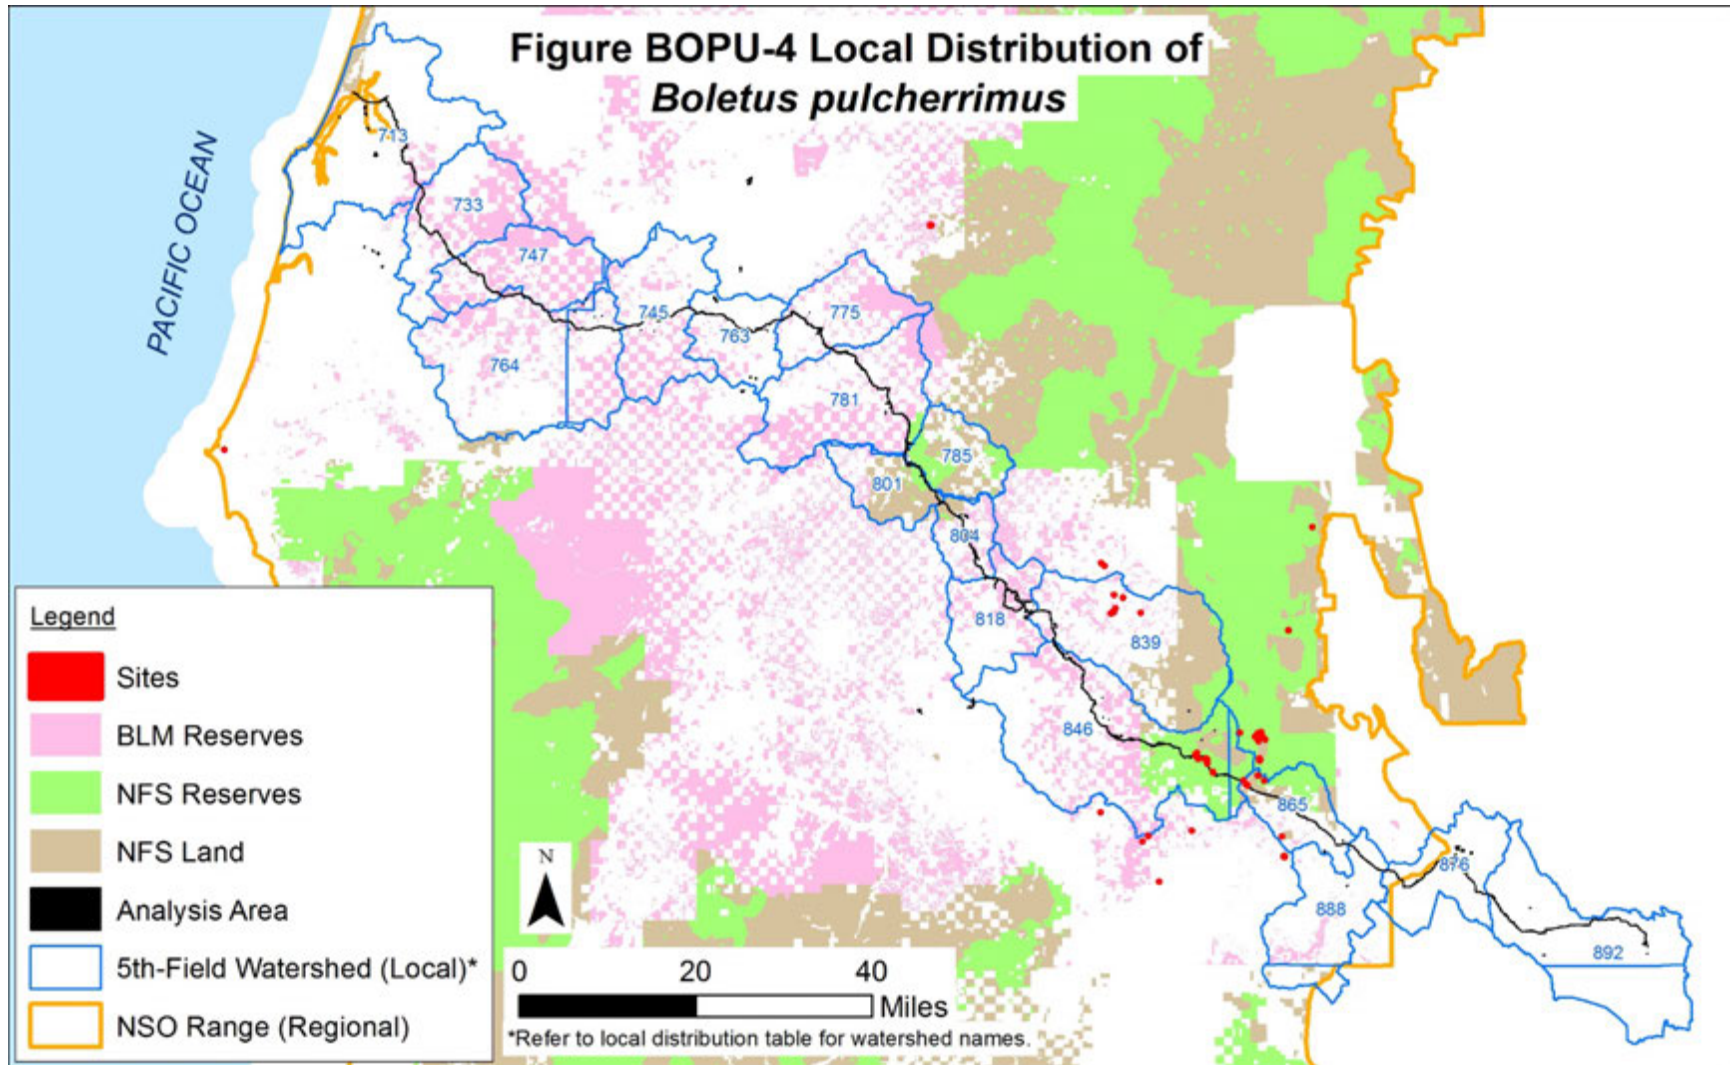 Figure BOPU-4 Local Distribution of
Boletus pulcherrimus
PACIFIC OCEAN
713
733
747
745
775
763
764
781
785
801
804
818
839
846
865
876
888
892
Legend
Sites
BLM Reserves
NFS Reserves
NFS Land
Analysis Area
5th-Field Watershed (Local)*
NSO Range (Regional)
N
0 20 40
Miles
*Refer to local distribution table for watershed names.